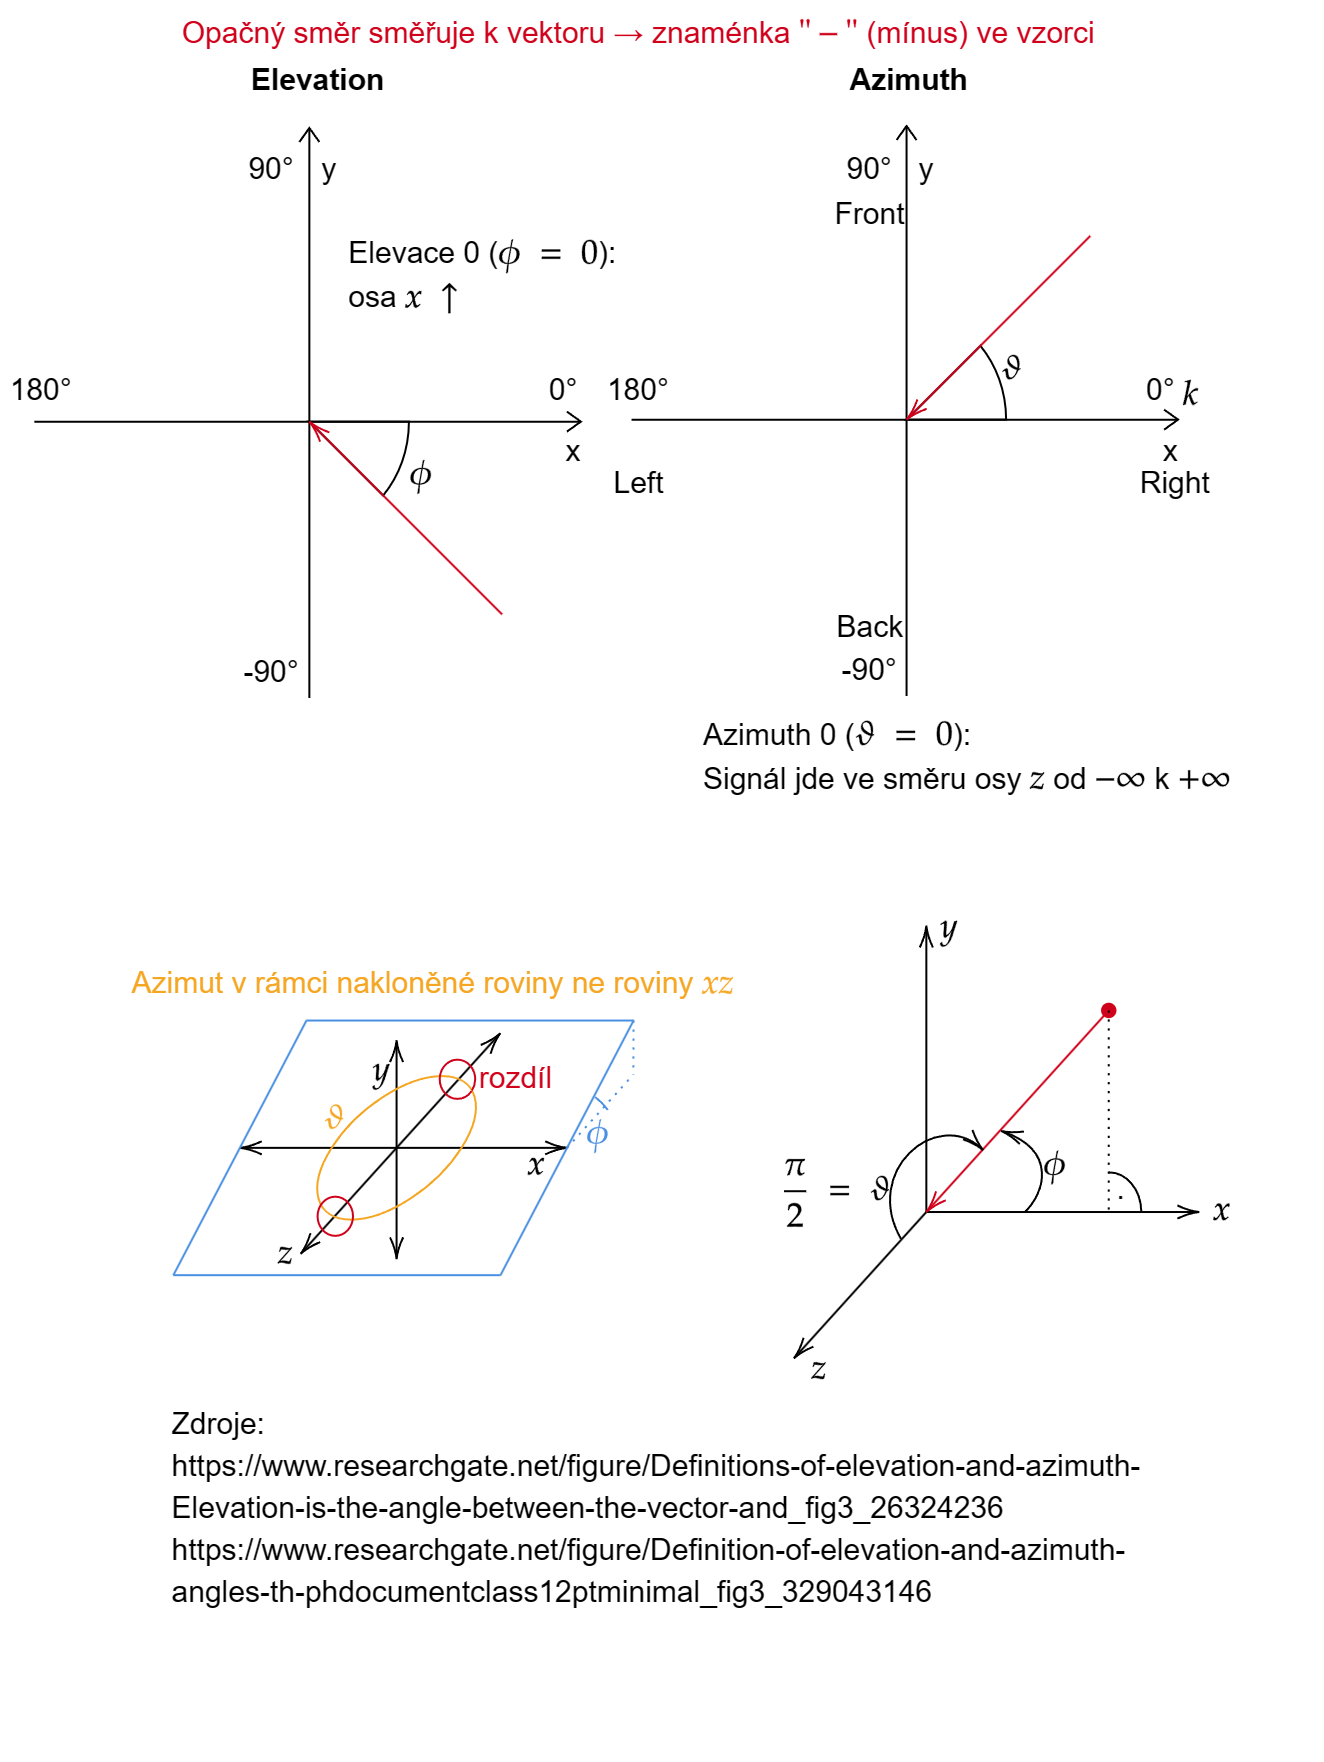 Opačný směr směřuje k vektoru → znaménka " – " (mínus) ve vzorci
Elevation
90° y
Elevace 0 (ϕ = 0):
osa x ↑
180°
0°
x
ϕ
-90°
Azimuth
90° y
Front
ϑ
180°
0° k
x
Left
Right
Back
-90°
Azimuth 0 (ϑ = 0):
Signál jde ve směru osy z od −∞ k +∞
Azimut v rámci nakloněné roviny ne roviny xz
y
rozdíl
ϑ
ϕ
x
z
y
π/2 = ϑ
ϕ
.
x
z
Zdroje:
https://www.researchgate.net/figure/Definitions-of-elevation-and-azimuth-
Elevation-is-the-angle-between-the-vector-and_fig3_26324236
https://www.researchgate.net/figure/Definition-of-elevation-and-azimuth-
angles-th-phdocumentclass12ptminimal_fig3_329043146